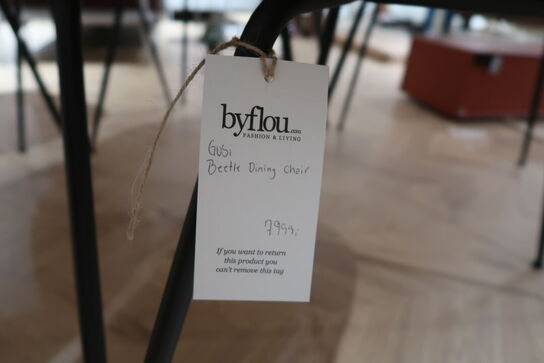 byflou.com
FASHION & LIVING
GUBi
Beetle Dining Chair
7.999,-
If you want to return
this product you
can't remove this tag